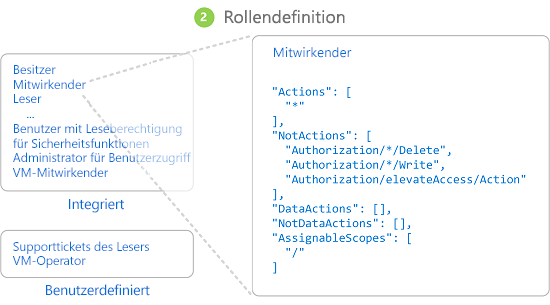 2 Rollendefinition
Besitzer
Mitwirkender
Leser
...
Benutzer mit Leseberechtigung
für Sicherheitsfunktionen
Administrator für Benutzerzugriff
VM-Mitwirkender
Integriert
Supporttickets des Lesers
VM-Operator
Benutzerdefiniert
Mitwirkender
"Actions": [
"*"
],
"NotActions": [
"Authorization/*/Delete",
"Authorization/*/Write",
"Authorization/elevateAccess/Action"
],
"DataActions": [],
"NotDataActions": [],
"AssignableScopes": [
"/"
]